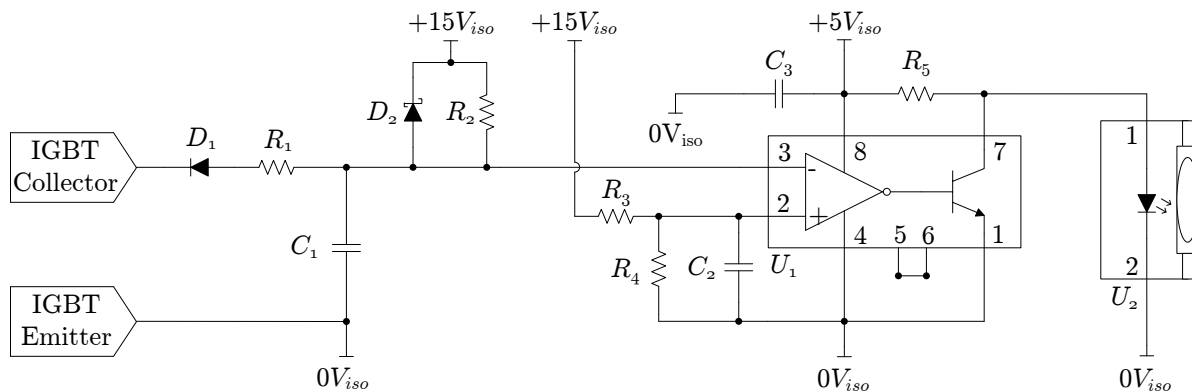 +15V_iso
+15V_iso
+5V_iso
C_3
R_5
D_2
R_2
0V_iso
IGBT
Collector
D_1
R_1
3
-
8
7
1
R_3
2
+
C_1
R_4
C_2
U_1
4
5
6
1
2
U_2
IGBT
Emitter
0V_iso
0V_iso
0V_iso